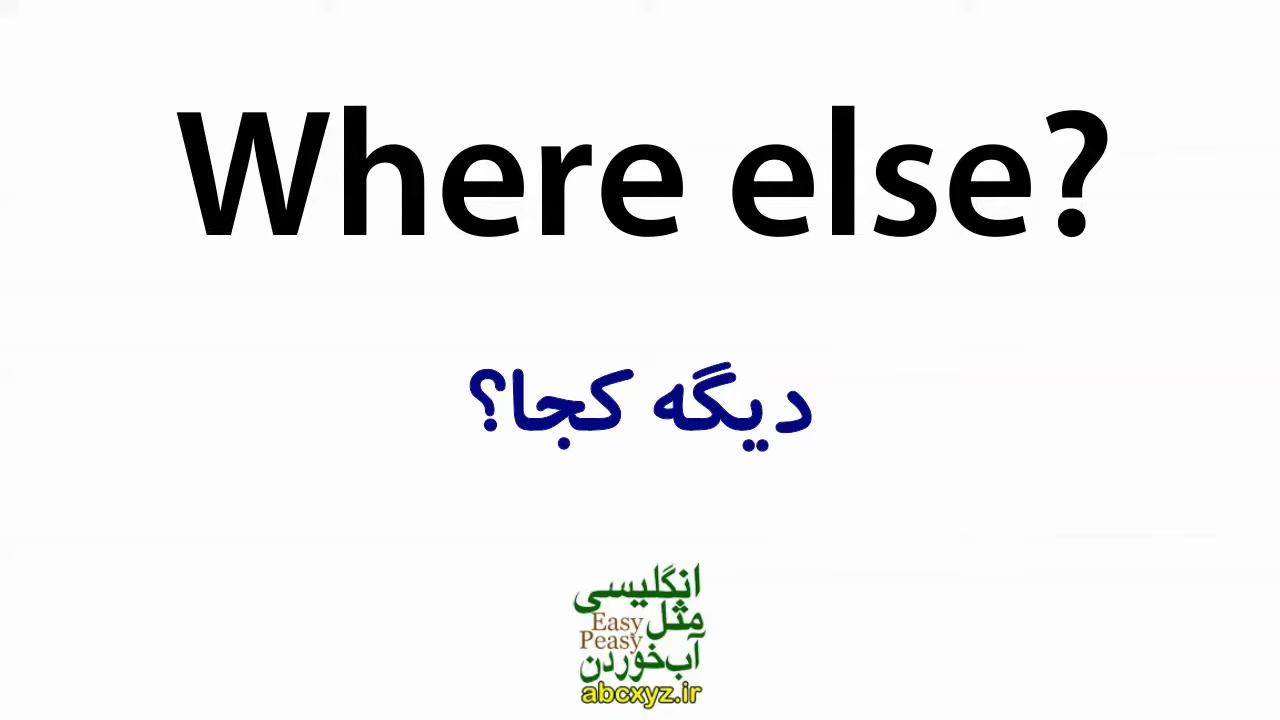 Where else?
دیگه کجا؟
انگلیسی
مثل
Easy
Peasy
آب‌خوردن
abcxyz.ir